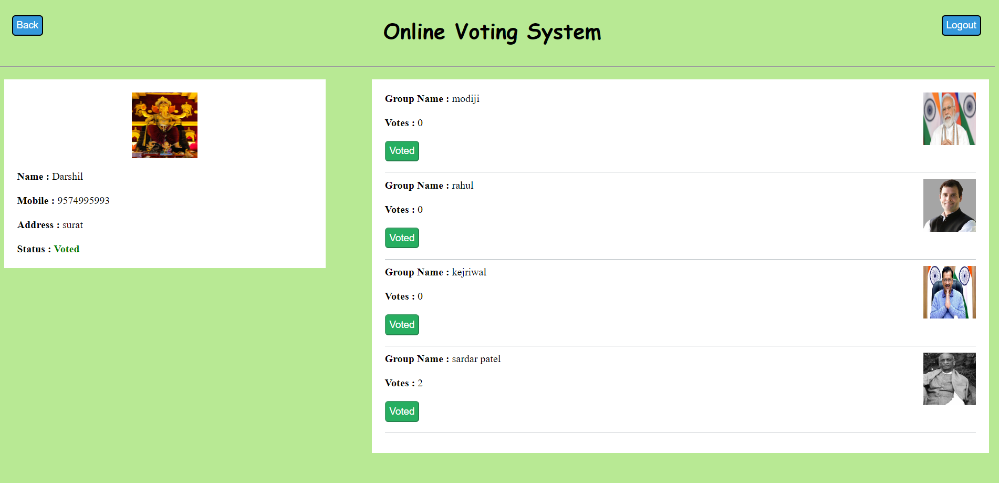 Back
Online Voting System
Logout
Name : Darshil
Mobile : 9574995993
Address : surat
Status : Voted
Group Name : modiji
Votes : 0
Voted
Group Name : rahul
Votes : 0
Voted
Group Name : kejriwal
Votes : 0
Voted
Group Name : sardar patel
Votes : 2
Voted